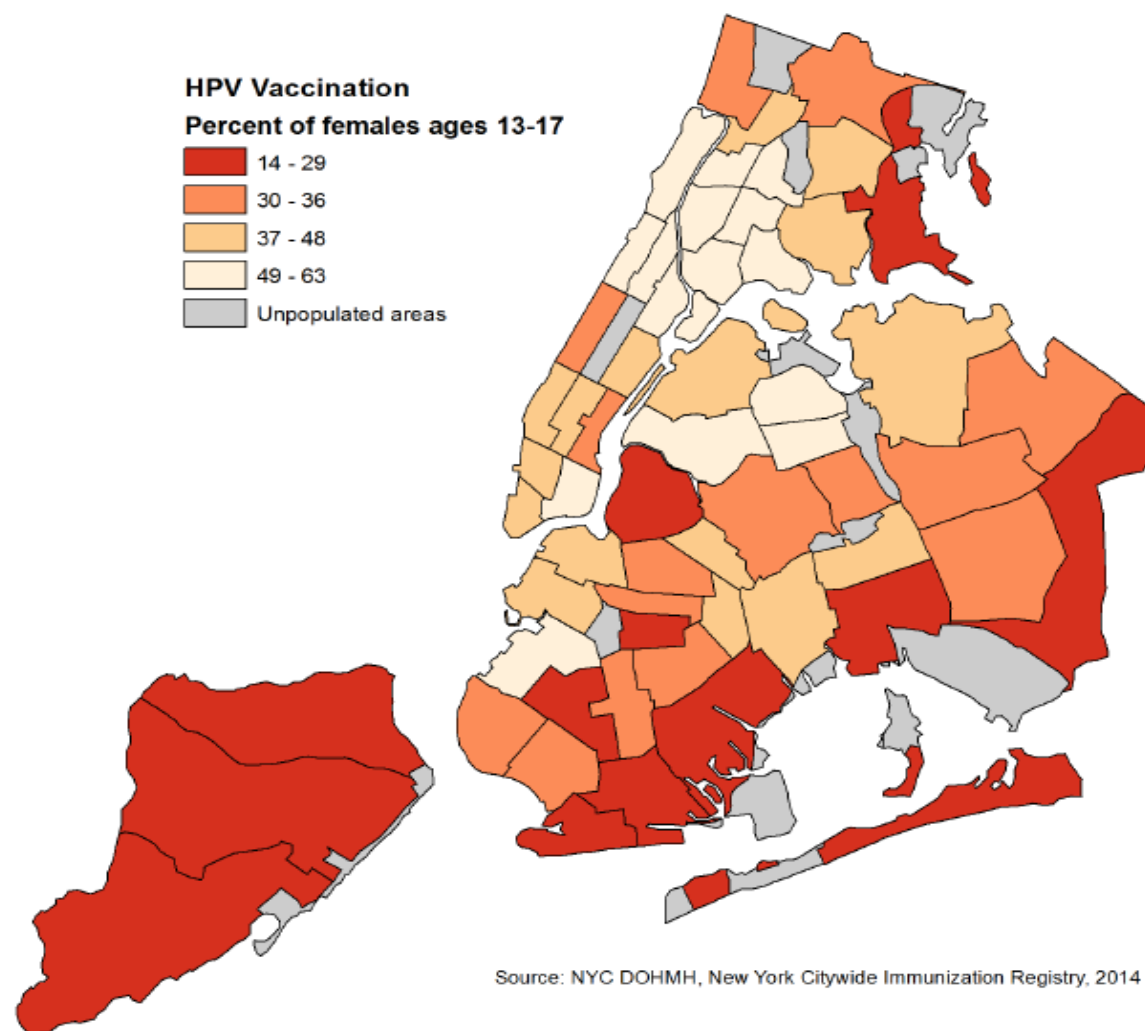 HPV Vaccination
Percent of females ages 13-17
14 - 29
30 - 36
37 - 48
49 - 63
Unpopulated areas
Source: NYC DOHMH, New York Citywide Immunization Registry, 2014